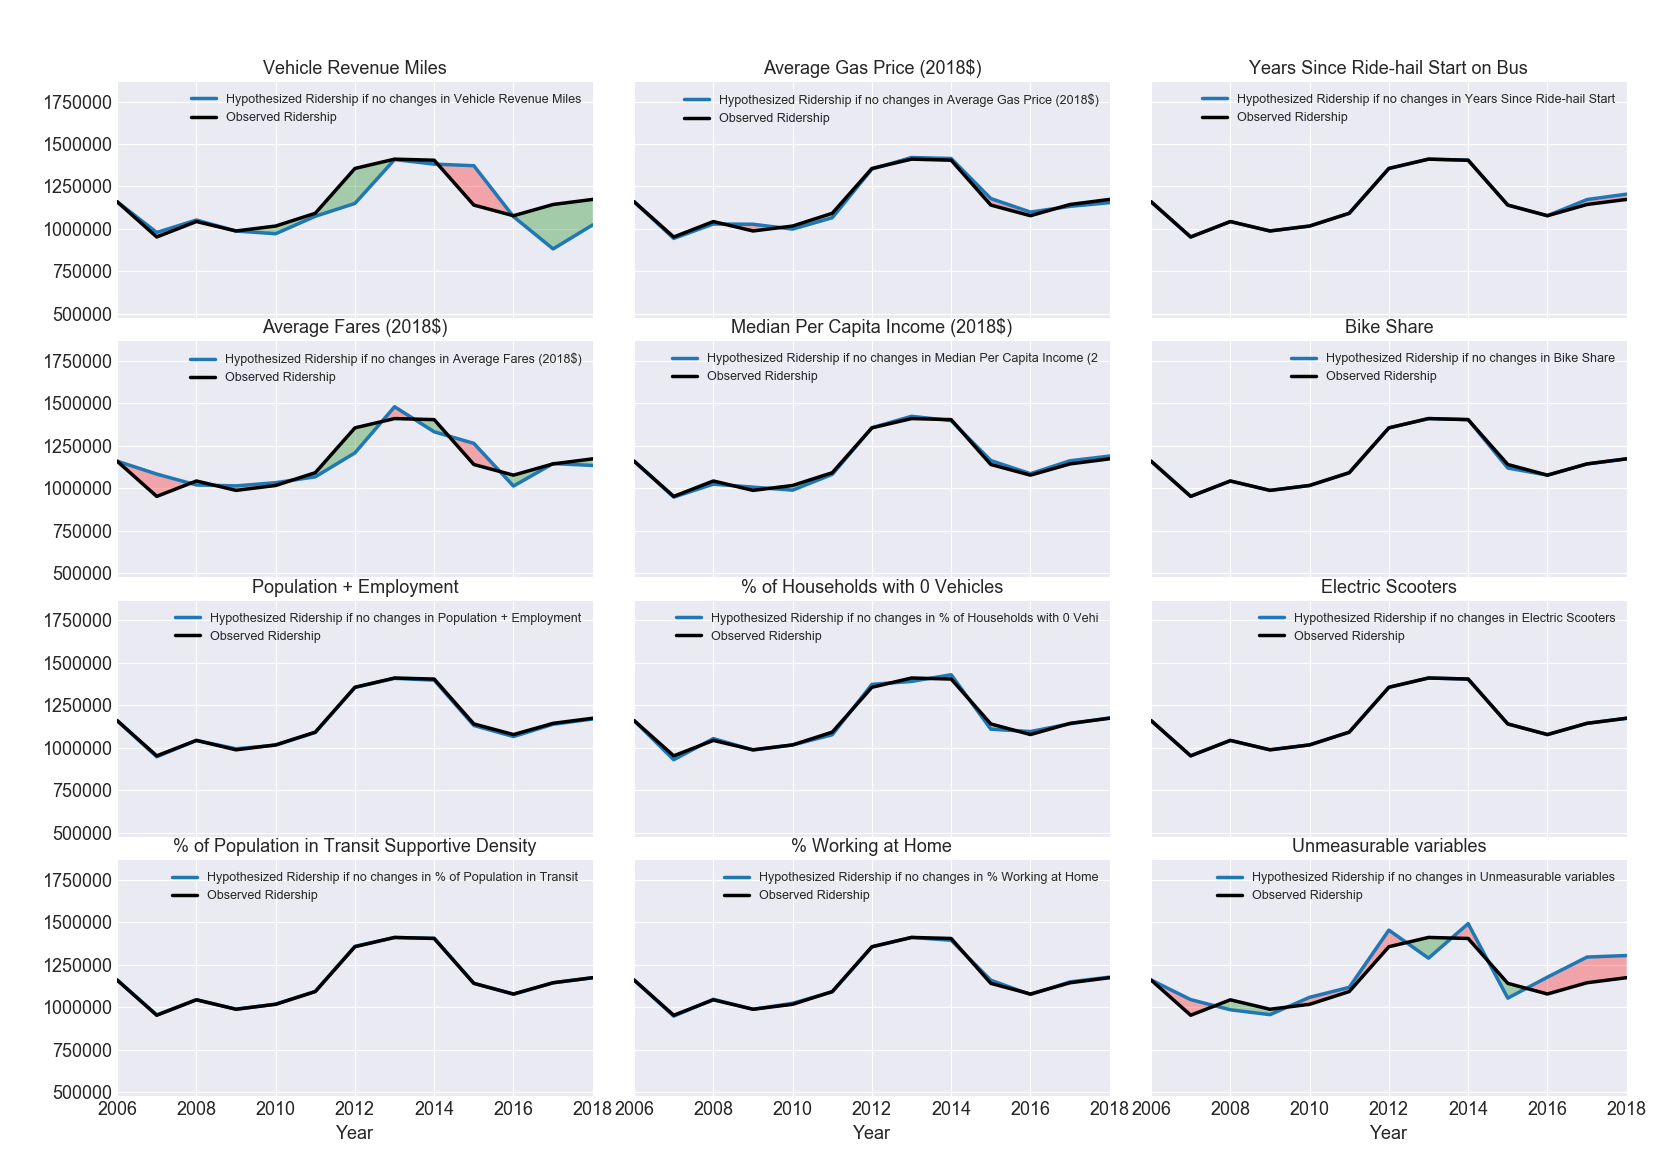 Vehicle Revenue Miles
Hypothesized Ridership if no changes in Vehicle Revenue Miles
Observed Ridership
1750000
1500000
1250000
1000000
750000
500000
Average Gas Price (2018$)
Hypothesized Ridership if no changes in Average Gas Price (2018$)
Observed Ridership
Years Since Ride-hail Start on Bus
Hypothesized Ridership if no changes in Years Since Ride-hail Start
Observed Ridership
Average Fares (2018$)
Hypothesized Ridership if no changes in Average Fares (2018$)
Observed Ridership
1750000
1500000
1250000
1000000
750000
500000
Median Per Capita Income (2018$)
Hypothesized Ridership if no changes in Median Per Capita Income (2
Observed Ridership
Bike Share
Hypothesized Ridership if no changes in Bike Share
Observed Ridership
Population + Employment
Hypothesized Ridership if no changes in Population + Employment
Observed Ridership
1750000
1500000
1250000
1000000
750000
500000
% of Households with 0 Vehicles
Hypothesized Ridership if no changes in % of Households with 0 Vehi
Observed Ridership
Electric Scooters
Hypothesized Ridership if no changes in Electric Scooters
Observed Ridership
% of Population in Transit Supportive Density
Hypothesized Ridership if no changes in % of Population in Transit
Observed Ridership
1750000
1500000
1250000
1000000
750000
500000
2006 2008 2010 2012 2014 2016 2018
Year
% Working at Home
Hypothesized Ridership if no changes in % Working at Home
Observed Ridership
2006 2008 2010 2012 2014 2016 2018
Year
Unmeasurable variables
Hypothesized Ridership if no changes in Unmeasurable variables
Observed Ridership
2006 2008 2010 2012 2014 2016 2018
Year